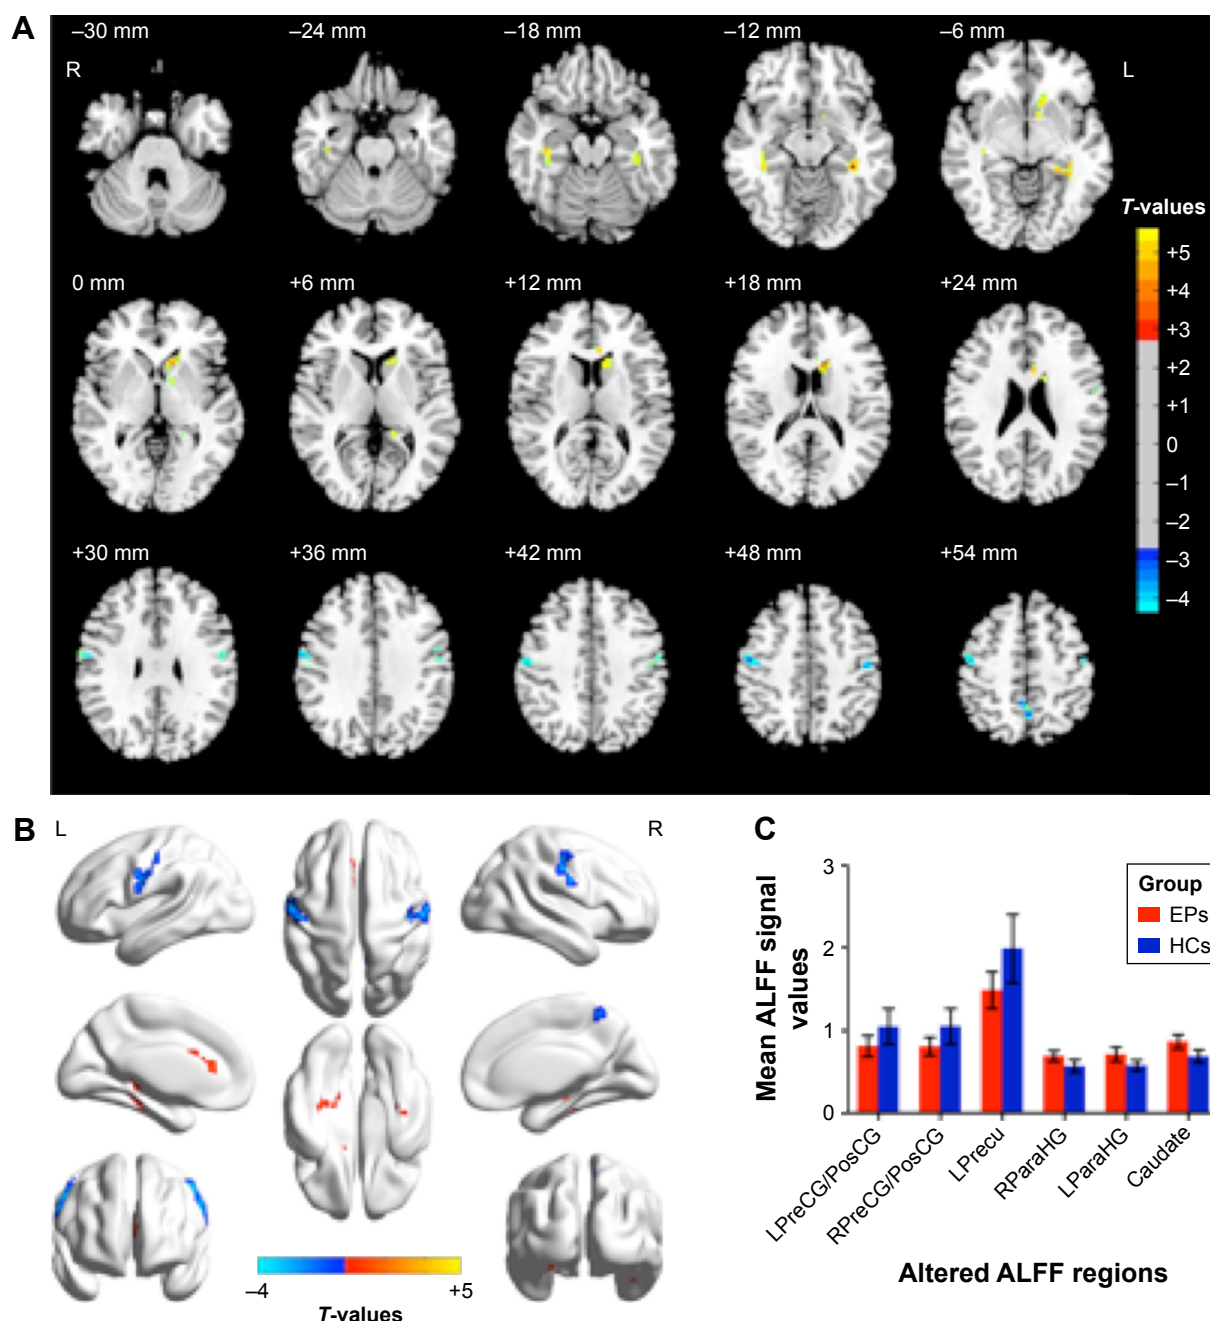 A
–30 mm
–24 mm
–18 mm
–12 mm
–6 mm
R
L
T-values
+5
+4
+3
+2
+1
0
–1
–2
–3
–4
0 mm
+6 mm
+12 mm
+18 mm
+24 mm
+30 mm
+36 mm
+42 mm
+48 mm
+54 mm
B
L
R
–4
+5
T-values
C
Mean ALFF signal
values
3
2
1
0
Group
EPs
HCs
LPreCG/PosCG
RPreCG/PosCG
LPrecu
RParaHG
LParaHG
Caudate
Altered ALFF regions